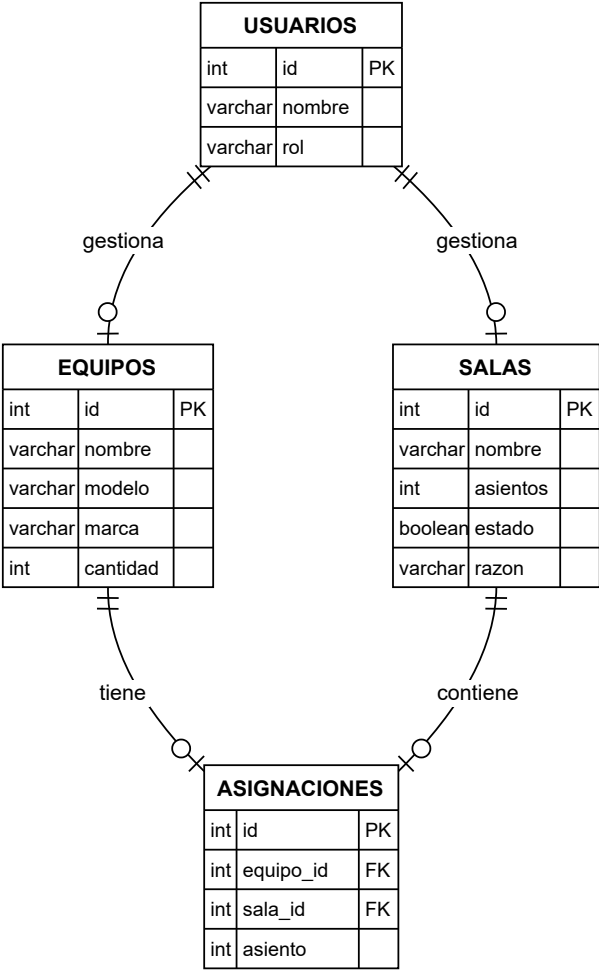 USUARIOS
int id PK
varchar nombre
varchar rol
gestiona
gestiona
EQUIPOS
int id PK
varchar nombre
varchar modelo
varchar marca
int cantidad
SALAS
int id PK
varchar nombre
int asientos
boolean estado
varchar razon
tiene
contiene
ASIGNACIONES
int id PK
int equipo_id FK
int sala_id FK
int asiento